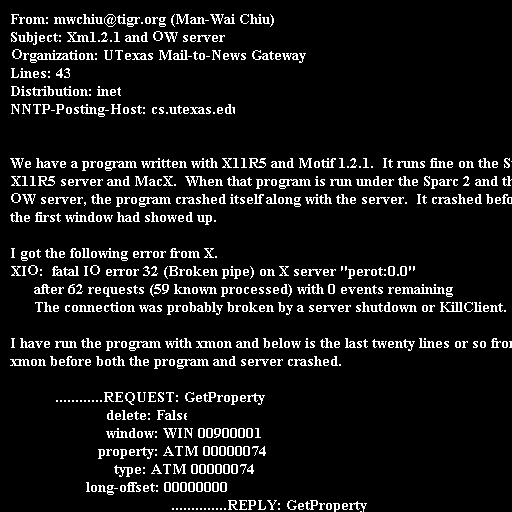 From: mwchiu@tigr.org (Man-Wai Chiu)
Subject: Xm1.2.1 and OW server
Organization: UTexas Mail-to-News Gateway
Lines: 43
Distribution: inet
NNTP-Posting-Host: cs.utexas.edu
We have a program written with X11R5 and Motif 1.2.1. It runs fine on the
X11R5 server and MacX. When that program is run under the Sparc 2 and
OW server, the program crashed itself along with the server. It crashed
the first window had showed up.
I got the following error from X.
XIO: fatal IO error 32 (Broken pipe) on X server "perot:0.0"
after 62 requests (59 known processed) with 0 events remaining
The connection was probably broken by a server shutdown or KillClient.
I have run the program with xmon and below is the last twenty lines or so
xmon before both the program and server crashed.
............REQUEST: GetProperty
delete: False
window: WIN 00900001
property: ATM 00000074
type: ATM 00000074
long-offset: 00000000
..............REPLY: GetProperty